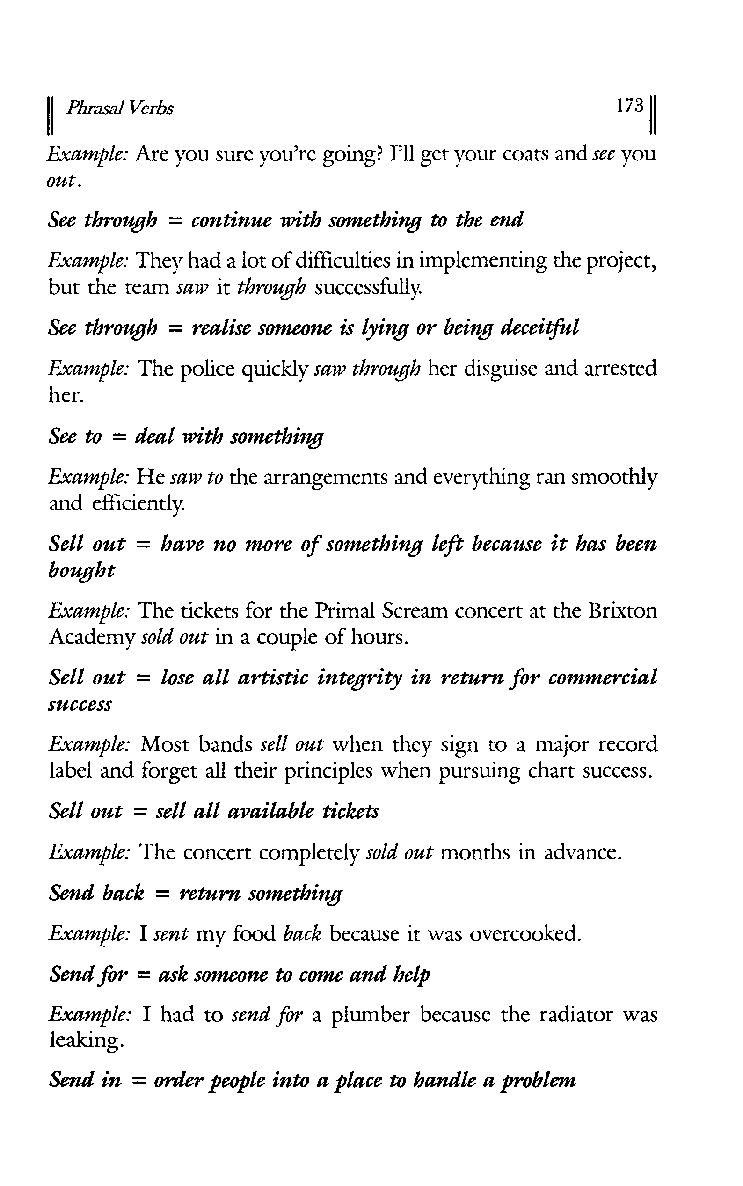 Phrasal Verbs 173
Example: Are you sure you're going? I'll get your coats and see you
out.
See through = continue with something to the end
Example: They had a lot of difficulties in implementing the project,
but the team saw it through successfully.
See through = realise someone is lying or being deceitful
Example: The police quickly saw through her disguise and arrested
her.
See to = deal with something
Example: He saw to the arrangements and everything ran smoothly
and efficiently.
Sell out = have no more of something left because it has been
bought
Example: The tickets for the Primal Scream concert at the Brixton
Academy sold out in a couple of hours.
Sell out = lose all artistic integrity in return for commercial
success
Example: Most bands sell out when they sign to a major record
label and forget all their principles when pursuing chart success.
Sell out = sell all available tickets
Example: The concert completely sold out months in advance.
Send back = return something
Example: I sent my food back because it was overcooked.
Send for = ask someone to come and help
Example: I had to send for a plumber because the radiator was
leaking.
Send in = order people into a place to handle a problem